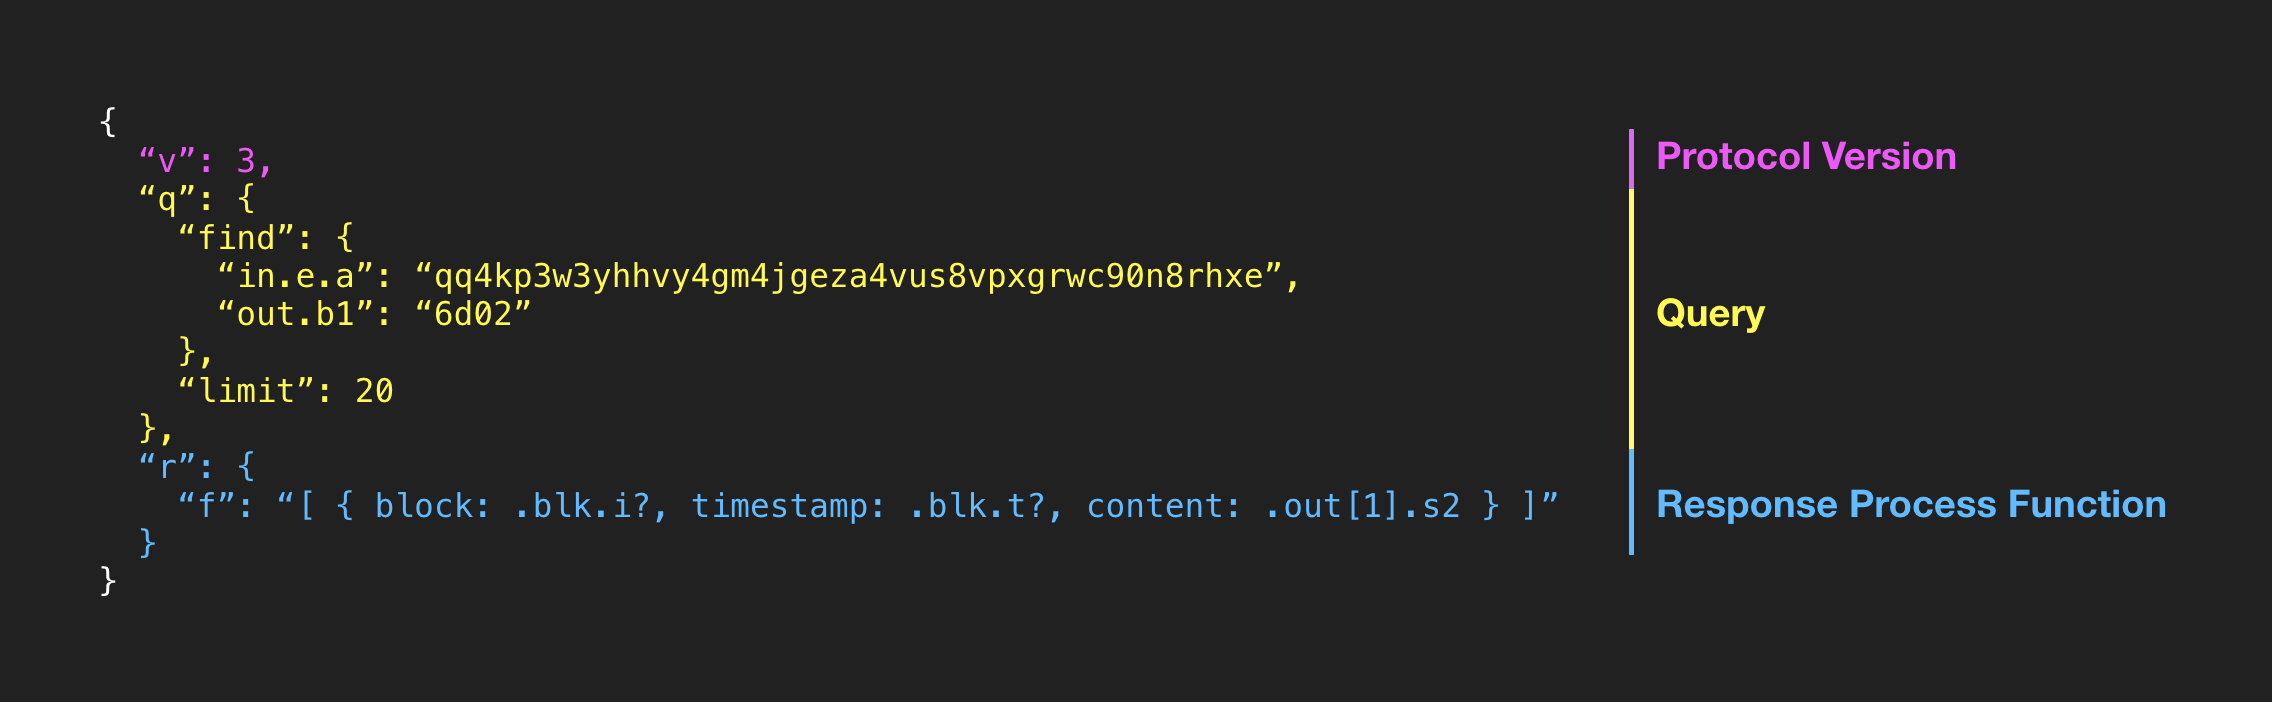 {
“v”: 3,
“q”: {
“find”: {
“in.e.a”: “qq4kp3w3yhhvy4gm4jgeza4vus8vpxgrwc90n8rhxe”,
“out.b1”: “6d02”
},
“limit”: 20
},
“r”: {
“f”: “[ { block: .blk.i?, timestamp: .blk.t?, content: .out[1].s2 } ]”
}
}
Protocol Version
Query
Response Process Function